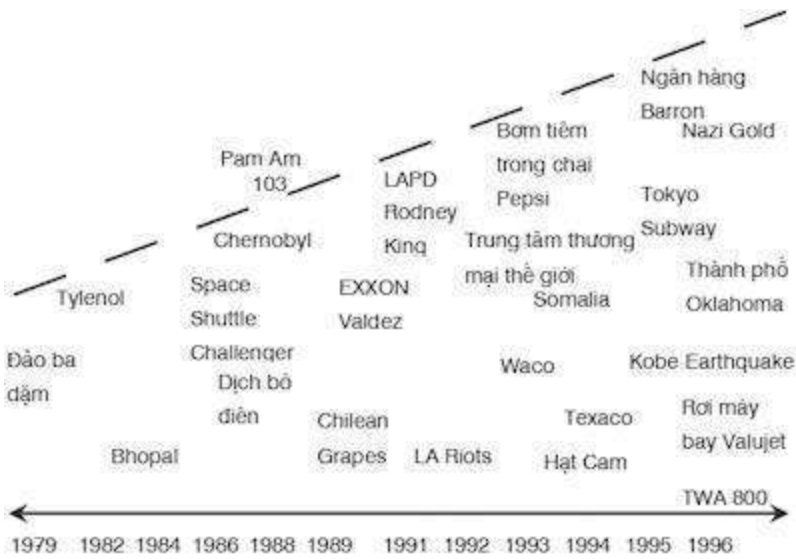 Ngân hàng
Barron
Nazi Gold
Bơm tiêm
trong chai
Pepsi
Pam Am
103
LAPD
Rodney
King
Tokyo
Subway
Chernobyl
Trung tâm thương
mại thế giới
Somalia
Thành phố
Oklahoma
Tylenol
Space
Shuttle
Challenger
EXXON
Valdez
Đảo ba
dặm
Dịch bò
điên
Waco
Kobe Earthquake
Chilean
Grapes
Texaco
Rơi máy
bay Valujet
Bhopal
LA Riots
Hạt Cam
TWA 800
1979 1982 1984 1986 1988 1989 1991 1992 1993 1994 1995 1996